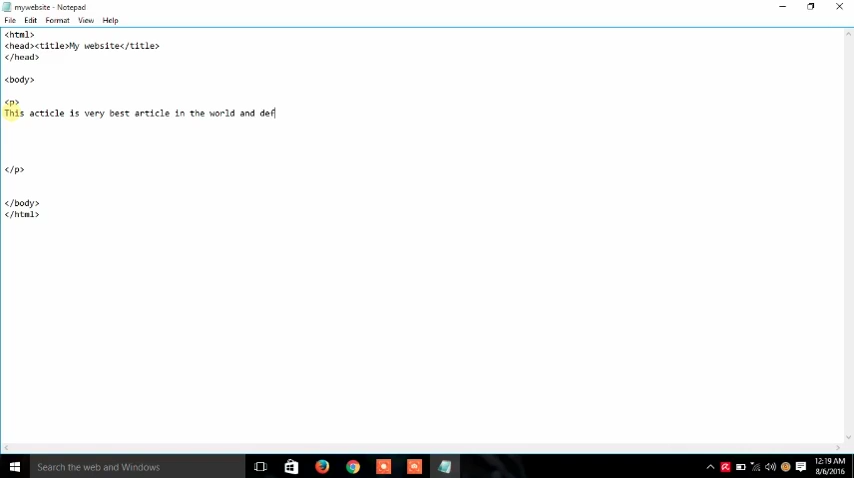 mywebsite - Notepad
File Edit Format View Help
<html>
<head><title>My website</title>
</head>
<body>
<p>
This acticle is very best article in the world and def
</p>
</body>
</html>
Search the web and Windows
12:19 AM
8/6/2016